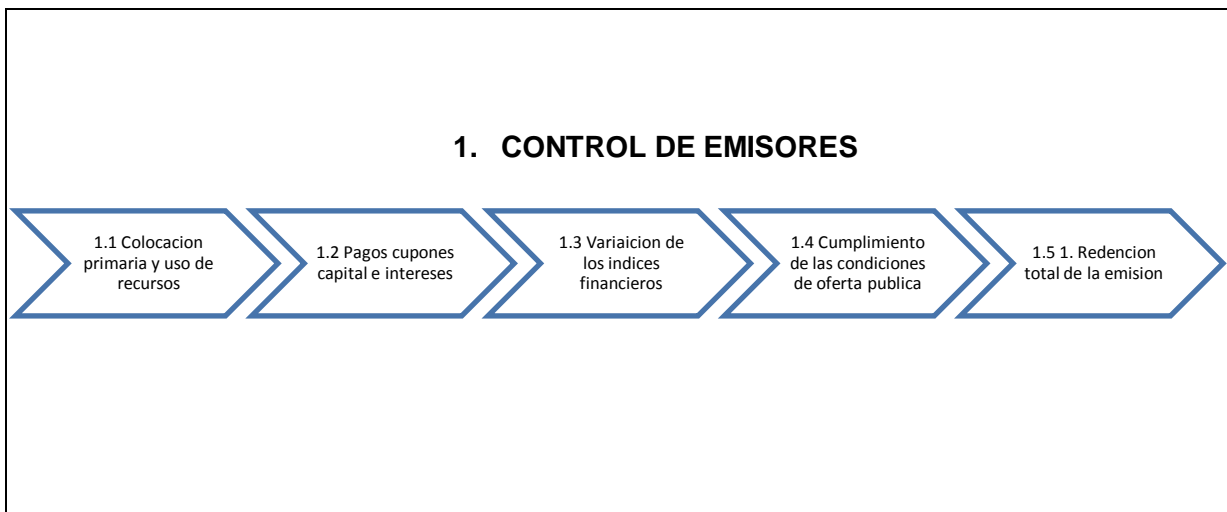 1. CONTROL DE EMISORES
1.1 Colocacion
primaria y uso de
recursos
1.2 Pagos cupones
capital e intereses
1.3 Variaicion de
los indices
financieros
1.4 Cumplimiento
de las condiciones
de oferta publica
1.5 1. Redencion
total de la emision